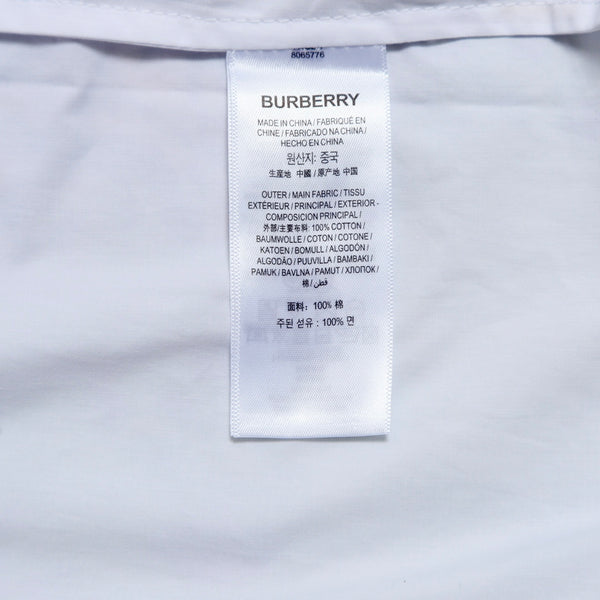 8065776
BURBERRY
MADE IN CHINA / FABRIQUÉ EN
CHINE / FABRICADO NA CHINA /
HECHO EN CHINA
원산지: 중국
生産地 中國 / 原产地 中国
OUTER / MAIN FABRIC / TISSU
EXTÉRIEUR / PRINCIPAL / EXTERIOR -
COMPOSICIÓN PRINCIPAL /
外部/主要布料: 100% COTTON /
BAUMWOLLE / COTON / COTONE /
KATOEN / BOMULL / ALGODÓN /
ALGODÃO / PUUVILLA / BAMBAKI /
PAMUK / BAVLNA / PAMUT / ХЛОПОК /
棉 / قطن
面料: 100% 棉
주된 섬유 : 100% 면